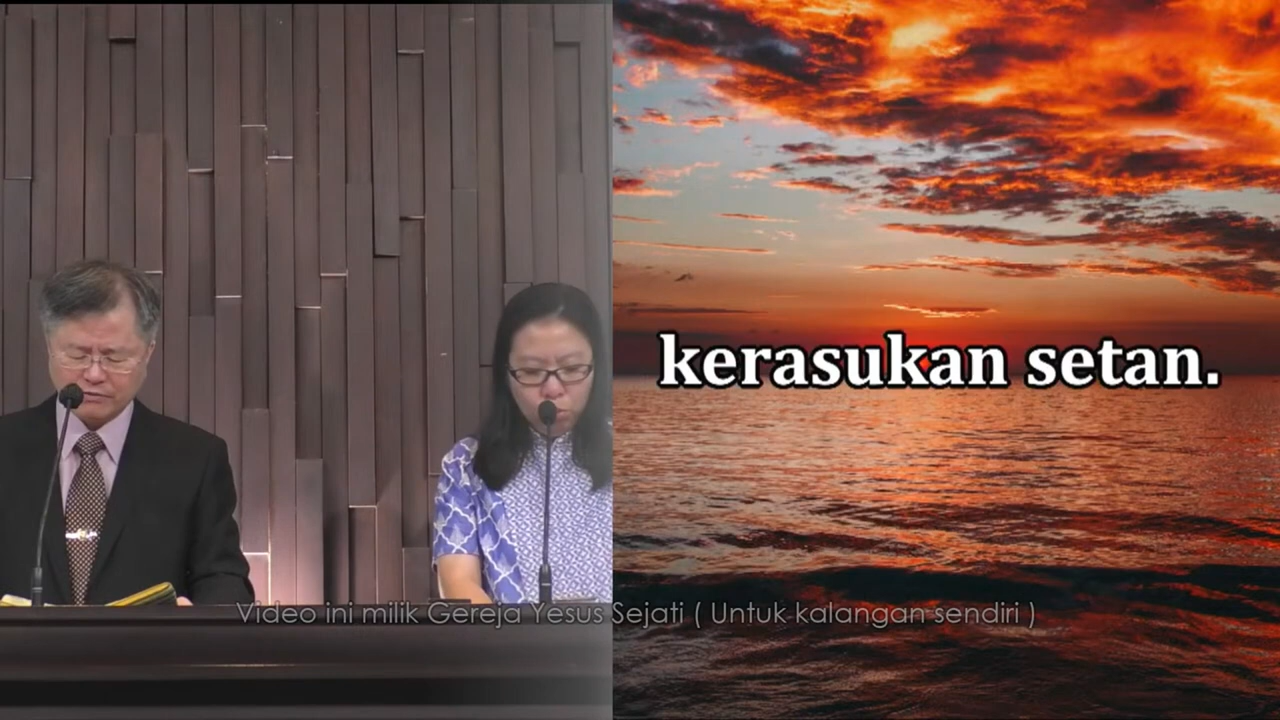 kerasukan setan.
Video ini milik Gereja Yesus Sejati ( Untuk kalangan sendiri )